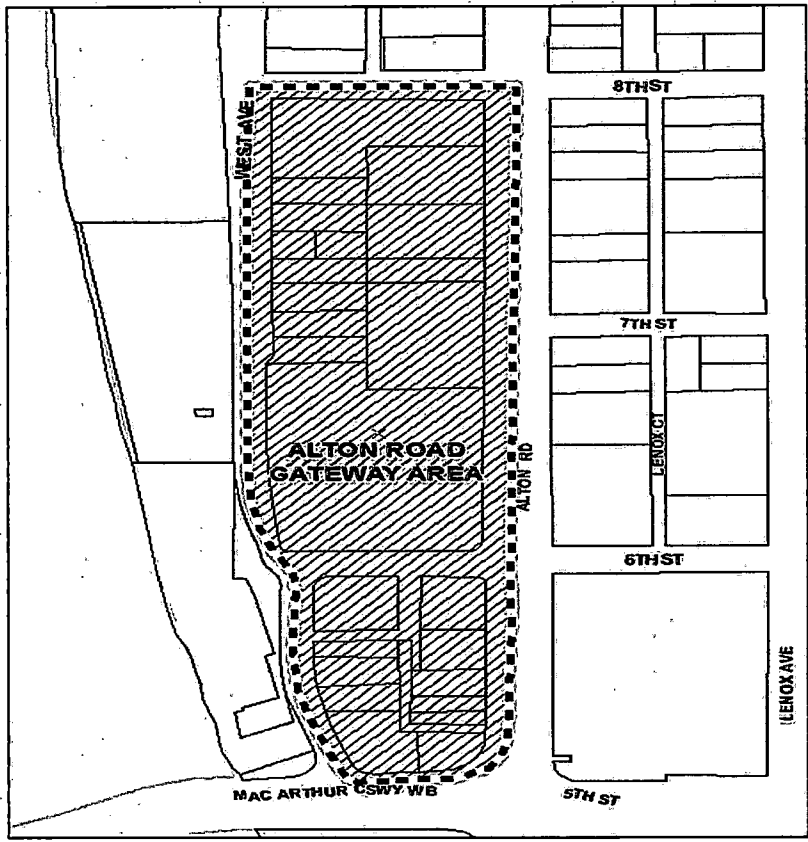 8TH ST
WEST AVE
7TH ST
LENOX CT
ALTON ROAD
GATEWAY AREA
ALTON RD
6TH ST
LENOX AVE
MAC ARTHUR CSWY WB
5TH ST